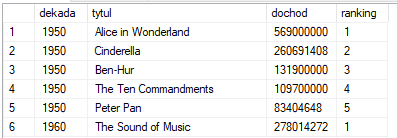 dekada tytul dochod ranking
1 1950 Alice in Wonderland 569000000 1
2 1950 Cinderella 260691408 2
3 1950 Ben-Hur 131900000 3
4 1950 The Ten Commandments 109700000 4
5 1950 Peter Pan 83404648 5
6 1960 The Sound of Music 278014272 1